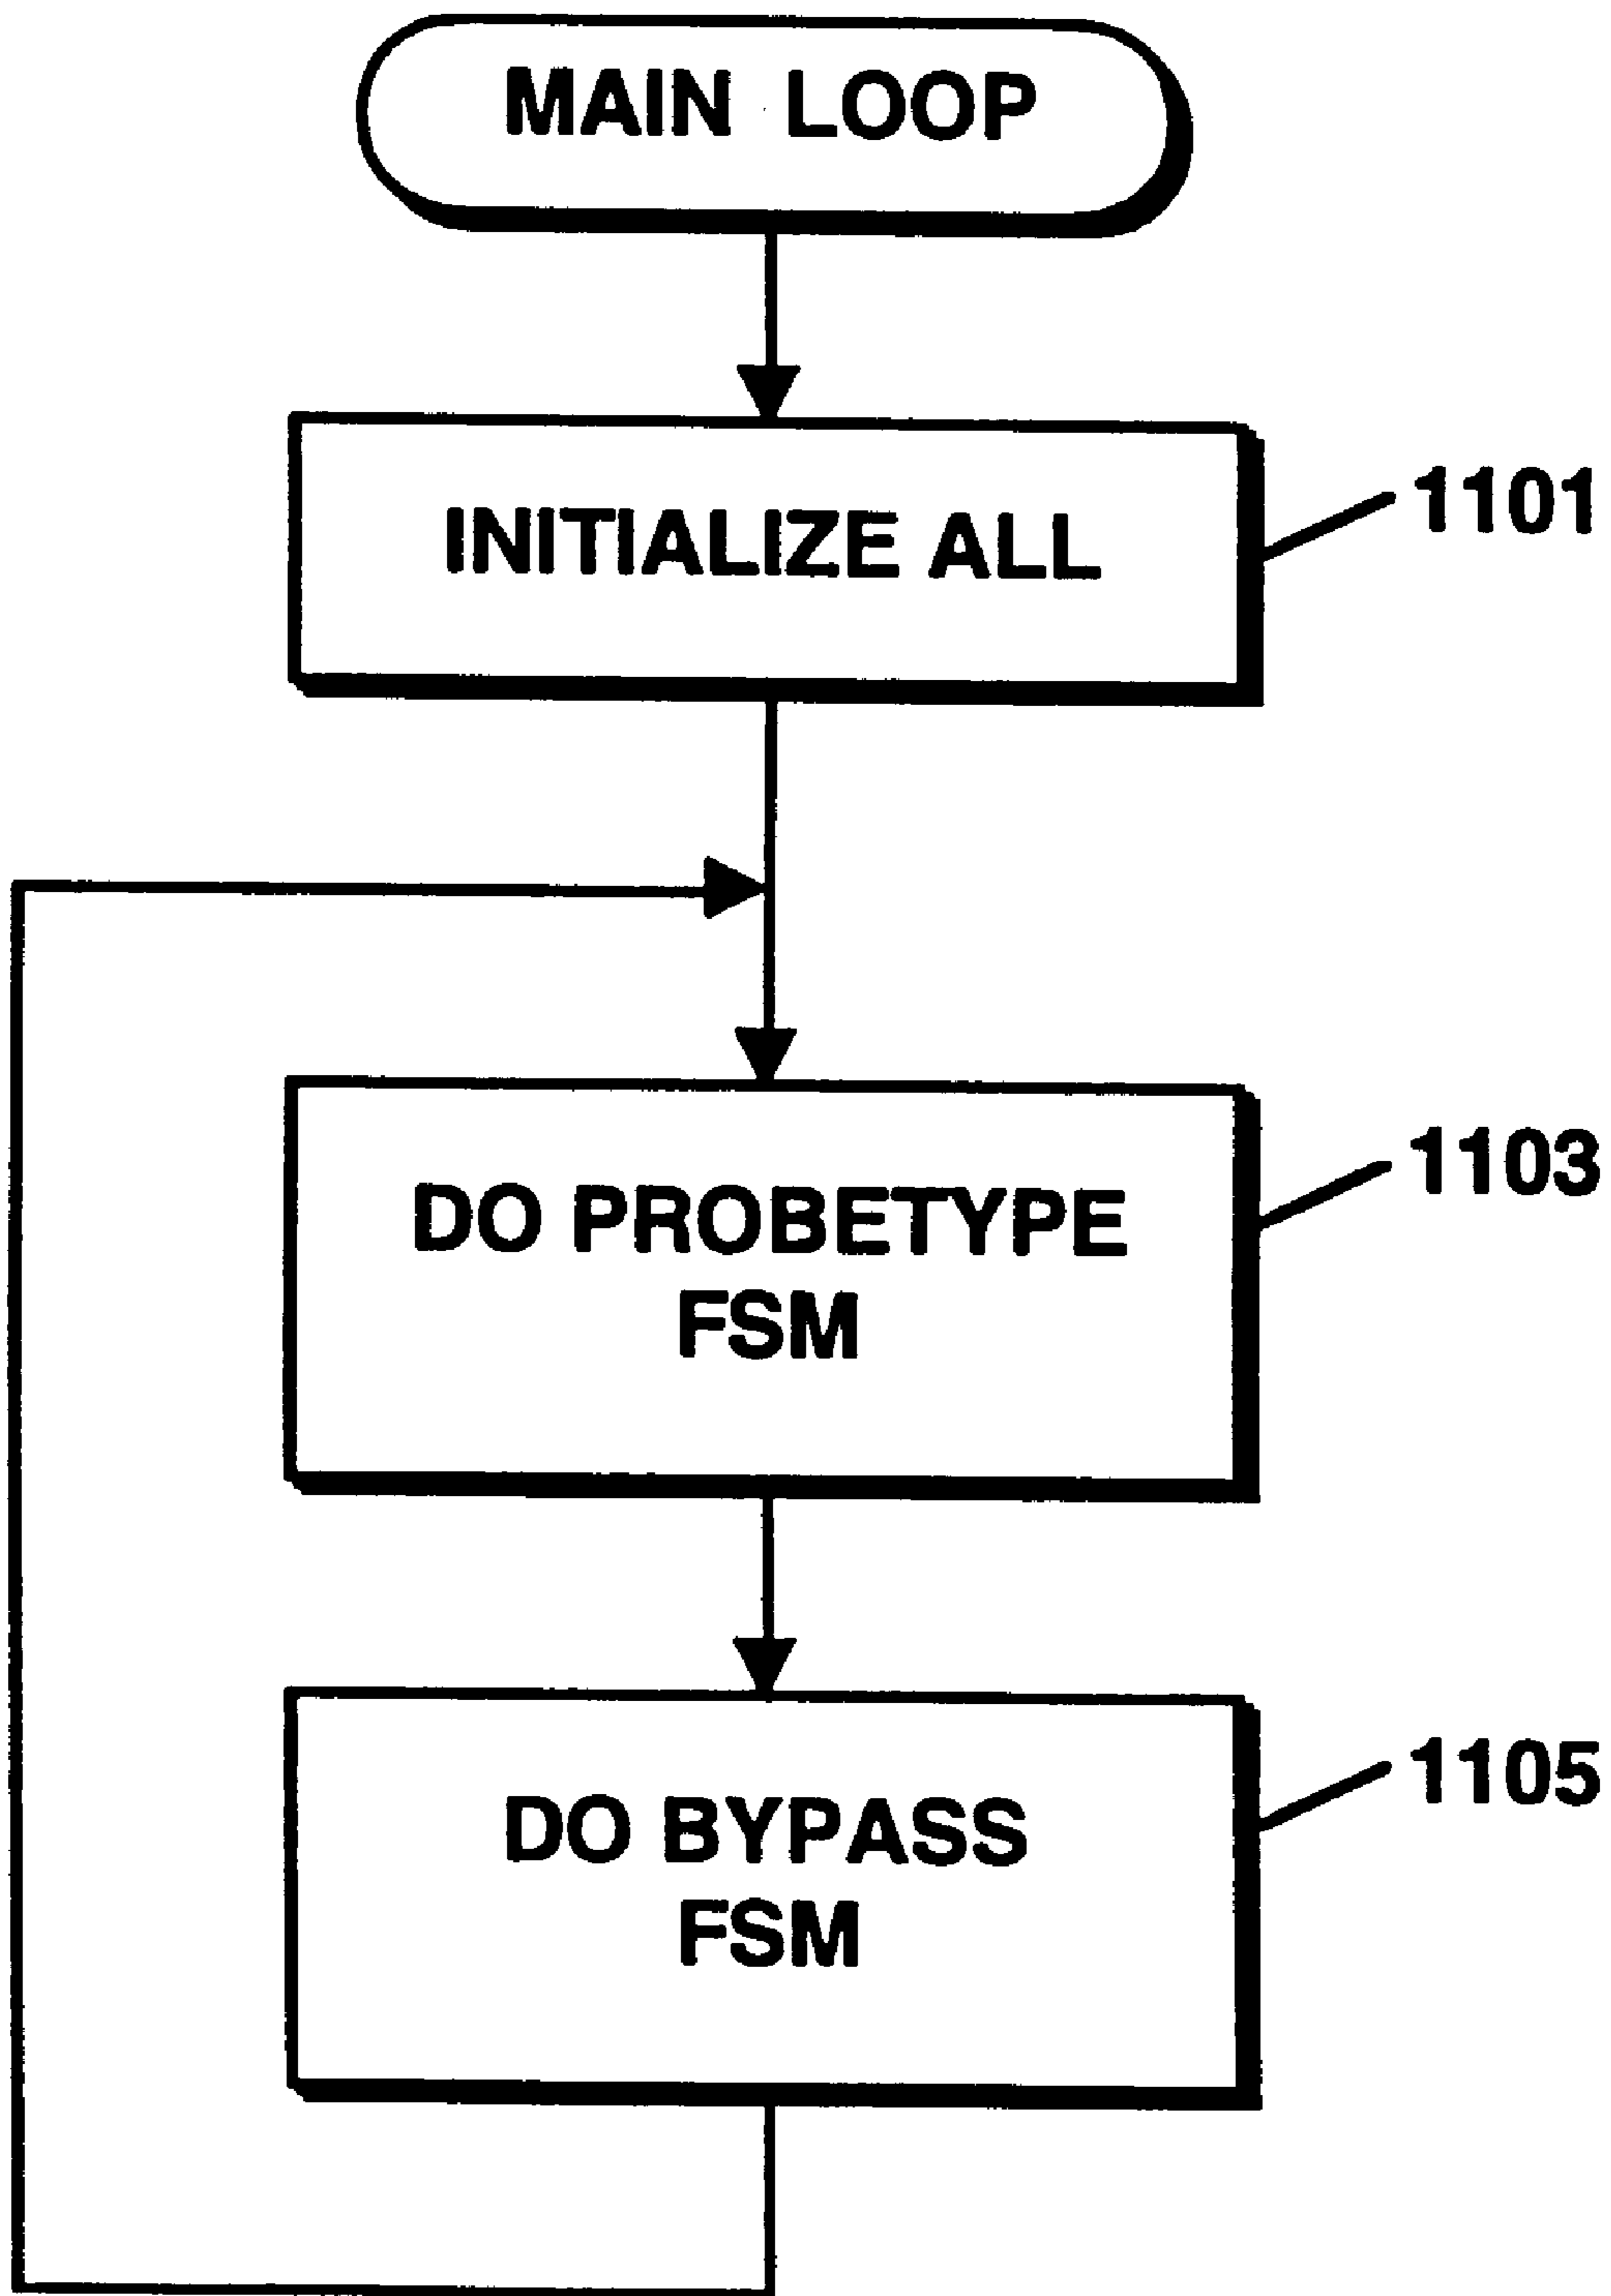 MAIN LOOP
INITIALIZE ALL
1101
DO PROBETYPE
FSM
1103
DO BYPASS
FSM
1105